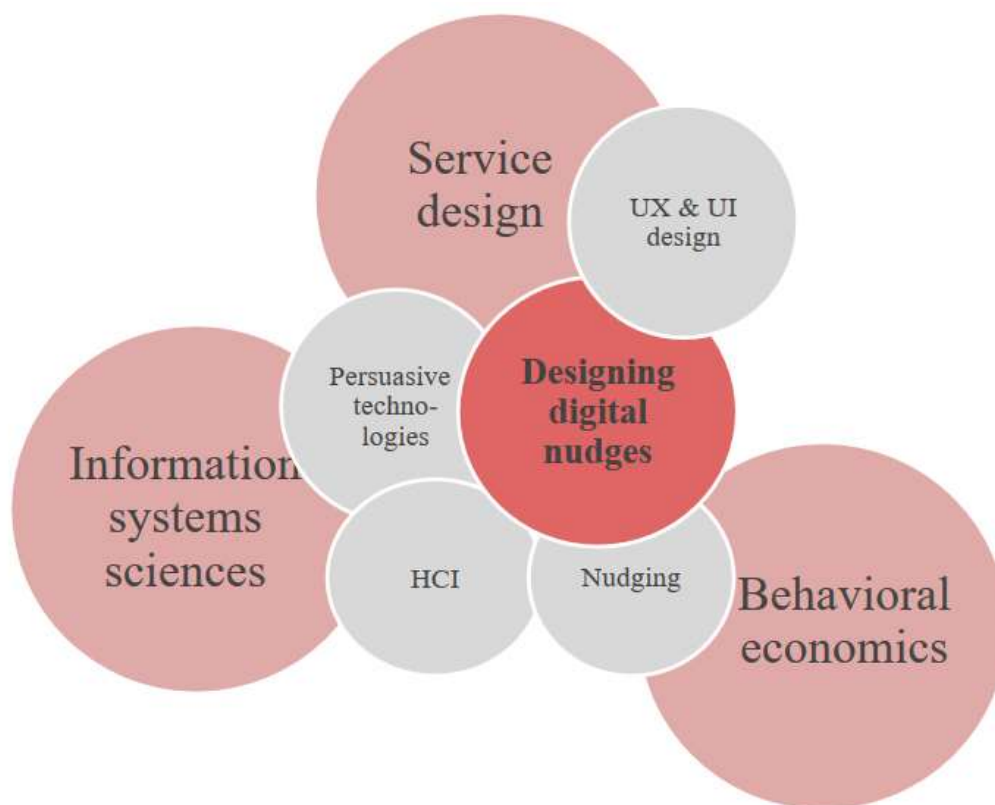 Service
design
UX & UI
design
Persuasive
techno-
logies
Designing
digital
nudges
Information
systems
sciences
HCI
Nudging
Behavioral
economics